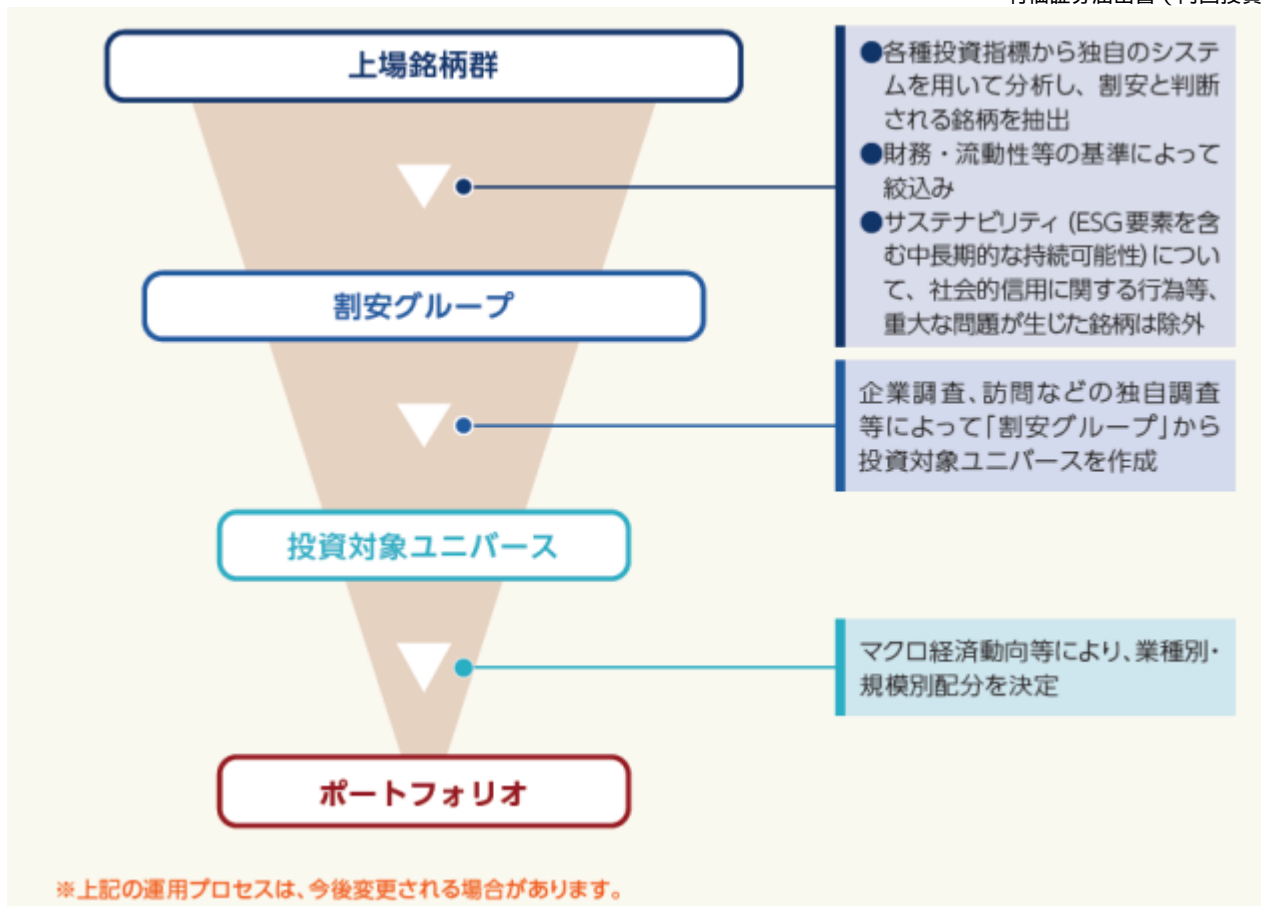 上場銘柄群
●各種投資指標から独自のシステ
ムを用いて分析し、割安と判断
される銘柄を抽出
●財務・流動性等の基準によって
絞込み
●サステナビリティ(ESG要素を含
む中長期的な持続可能性)につい
て、社会的信用に関する行為等、
重大な問題が生じた銘柄は除外
割安グループ
企業調査、訪問などの独自調査
等によって「割安グループ」から
投資対象ユニバースを作成
投資対象ユニバース
マクロ経済動向等により、業種別・
規模別配分を決定
ポートフォリオ
※上記の運用プロセスは、今後変更される場合があります。